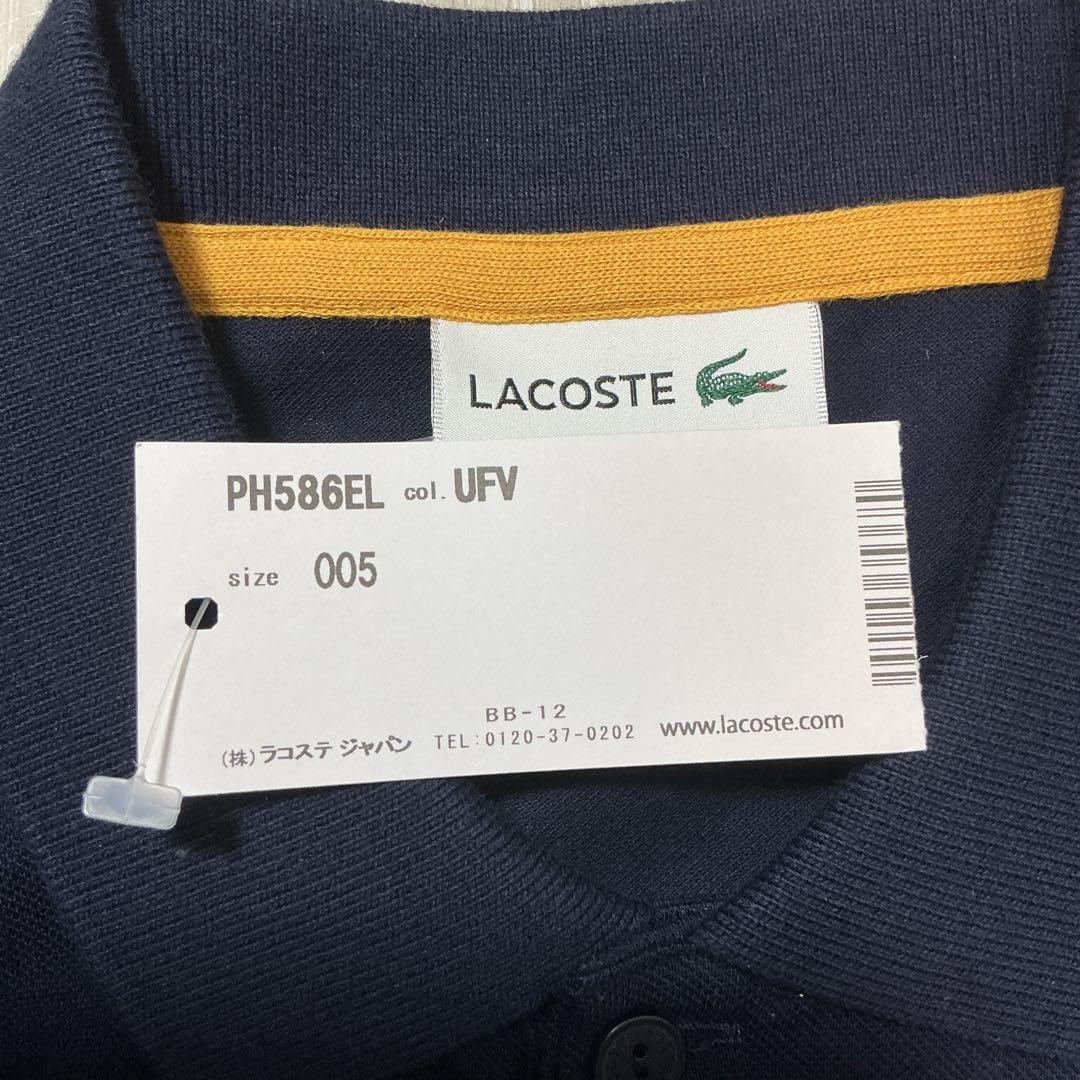 LACOSTE
PH586EL col. UFV
size 005
BB-12
(株)ラコステ ジャパン TEL:0120-37-0202 www.lacoste.com